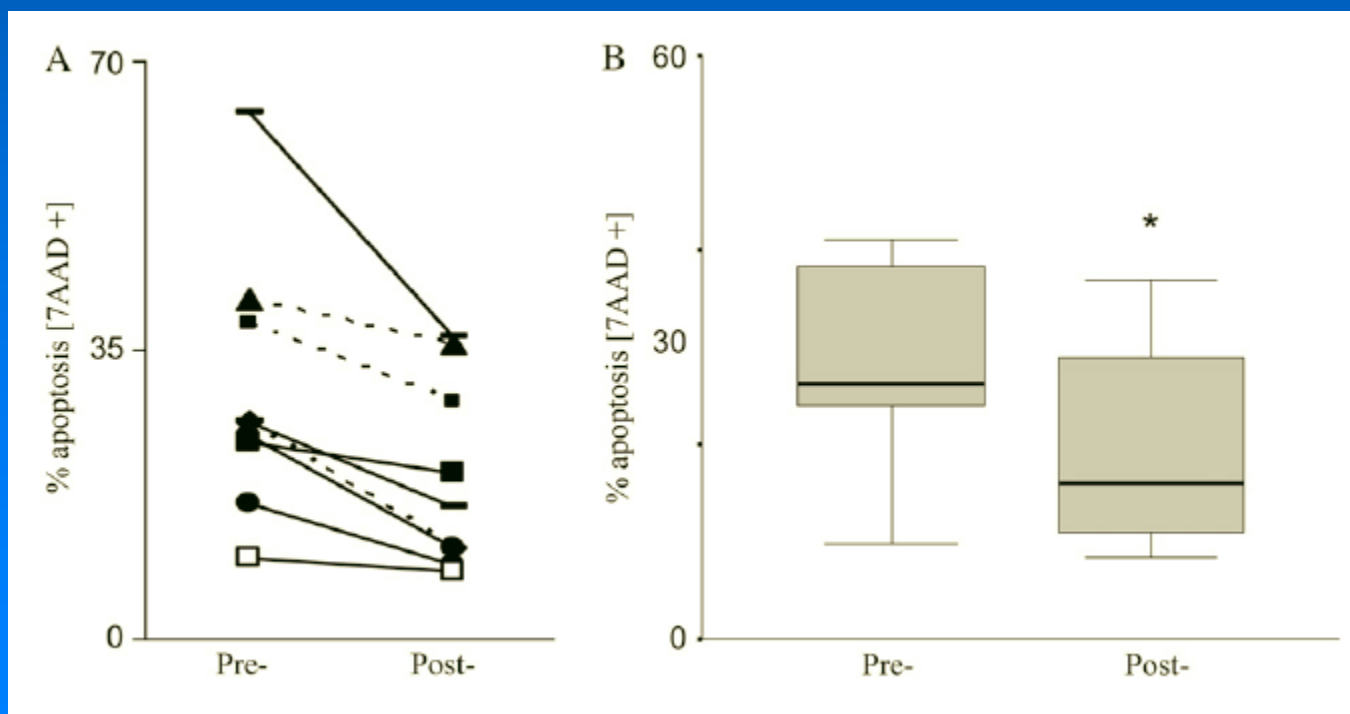 A
70
35
0
% apoptosis [7AAD +]
Pre-
Post-
B
60
30
0
% apoptosis [7AAD +]
*
Pre-
Post-